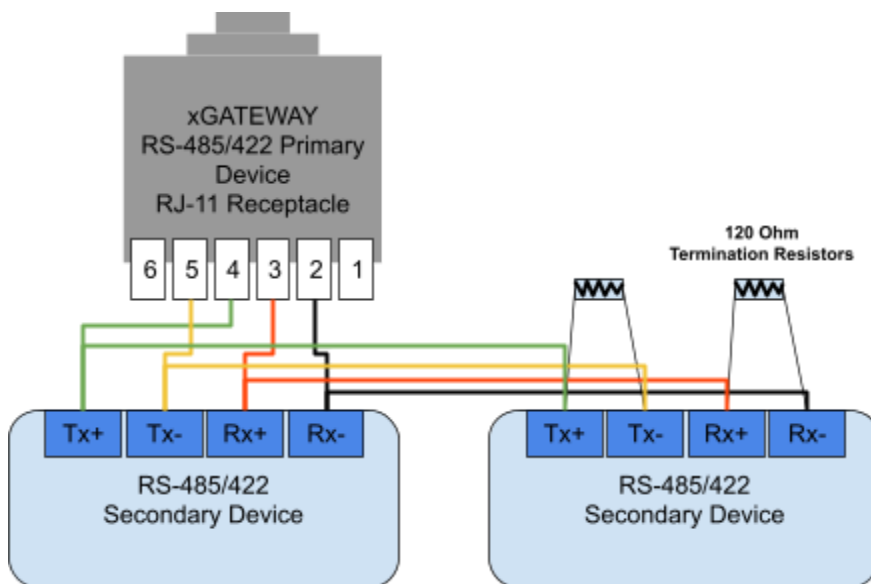 xGATEWAY
RS-485/422 Primary
Device
RJ-11 Receptacle
6 5 4 3 2 1
120 Ohm
Termination Resistors
Tx+ Tx- Rx+ Rx-
RS-485/422
Secondary Device
Tx+ Tx- Rx+ Rx-
RS-485/422
Secondary Device